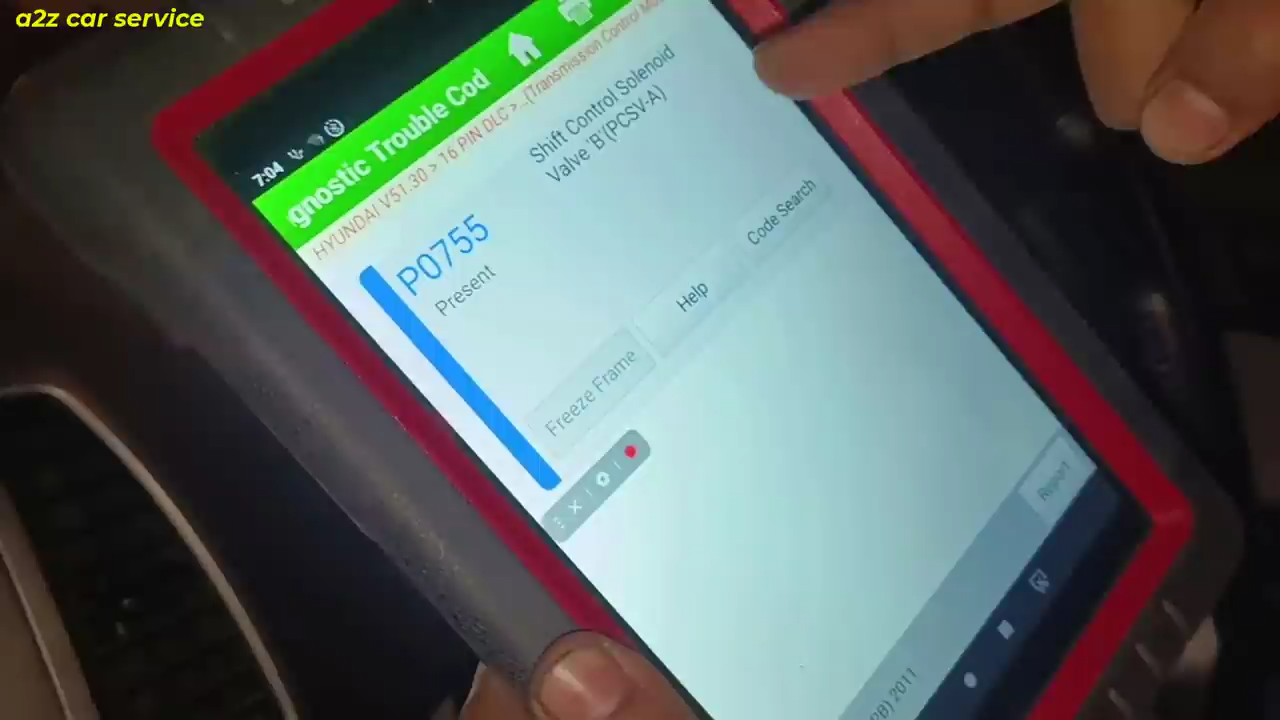 a2z car service
7:04
gnostic Trouble Cod
HYUNDAI V51.30 > 16 PIN DLC >...(Transmission Control
P0755
Present
Shift Control Solenoid
Valve 'B'(PCSV-A)
Freeze Frame
Help
Code Search
Report
PB) 2011